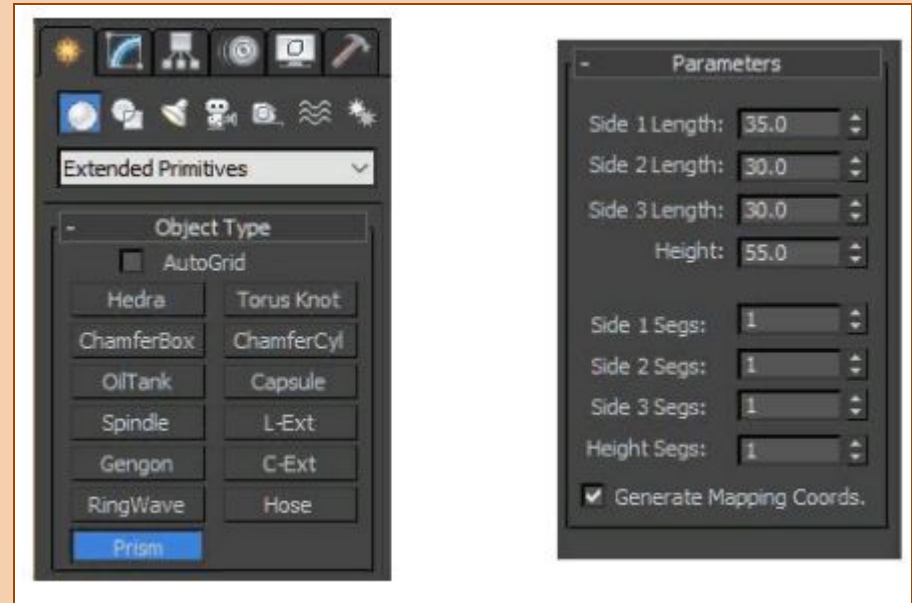 Extended Primitives
- Object Type
AutoGrid
Hedra Torus Knot
ChamferBox ChamferCyl
OilTank Capsule
Spindle L-Ext
Gengon C-Ext
RingWave Hose
Prism
- Parameters
Side 1 Length: 35.0
Side 2 Length: 30.0
Side 3 Length: 30.0
Height: 55.0
Side 1 Segs: 1
Side 2 Segs: 1
Side 3 Segs: 1
Height Segs: 1
Generate Mapping Coords.